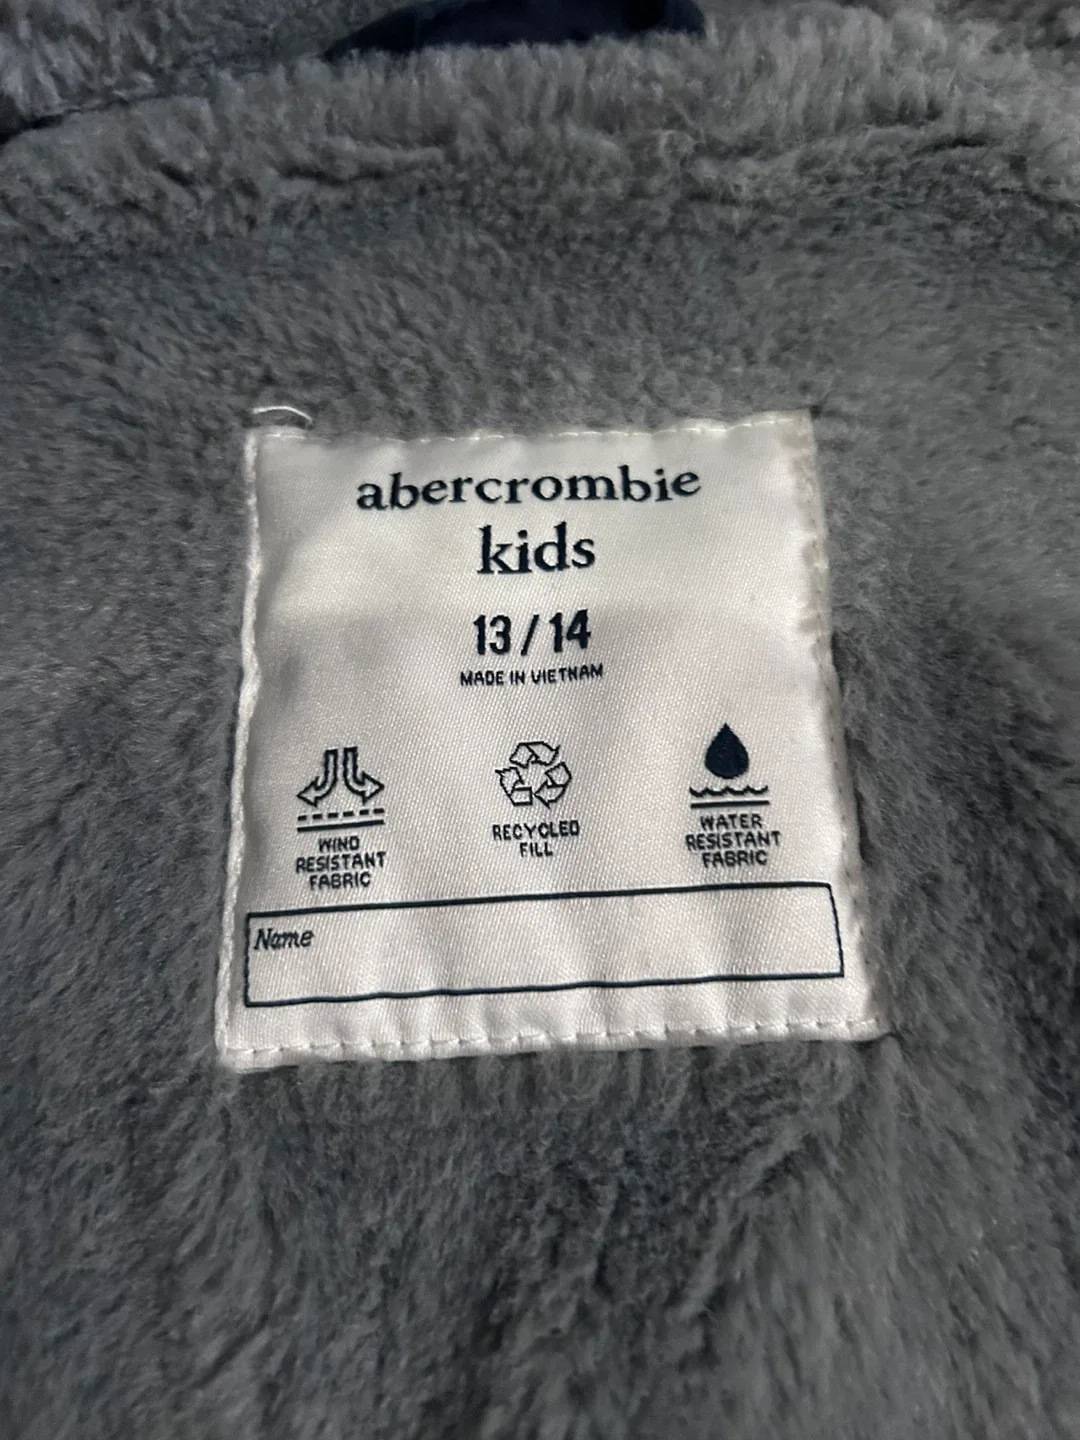 abercrombie
kids
13/14
MADE IN VIETNAM
WIND
RESISTANT
FABRIC
RECYCLED
FILL
WATER
RESISTANT
FABRIC
Name